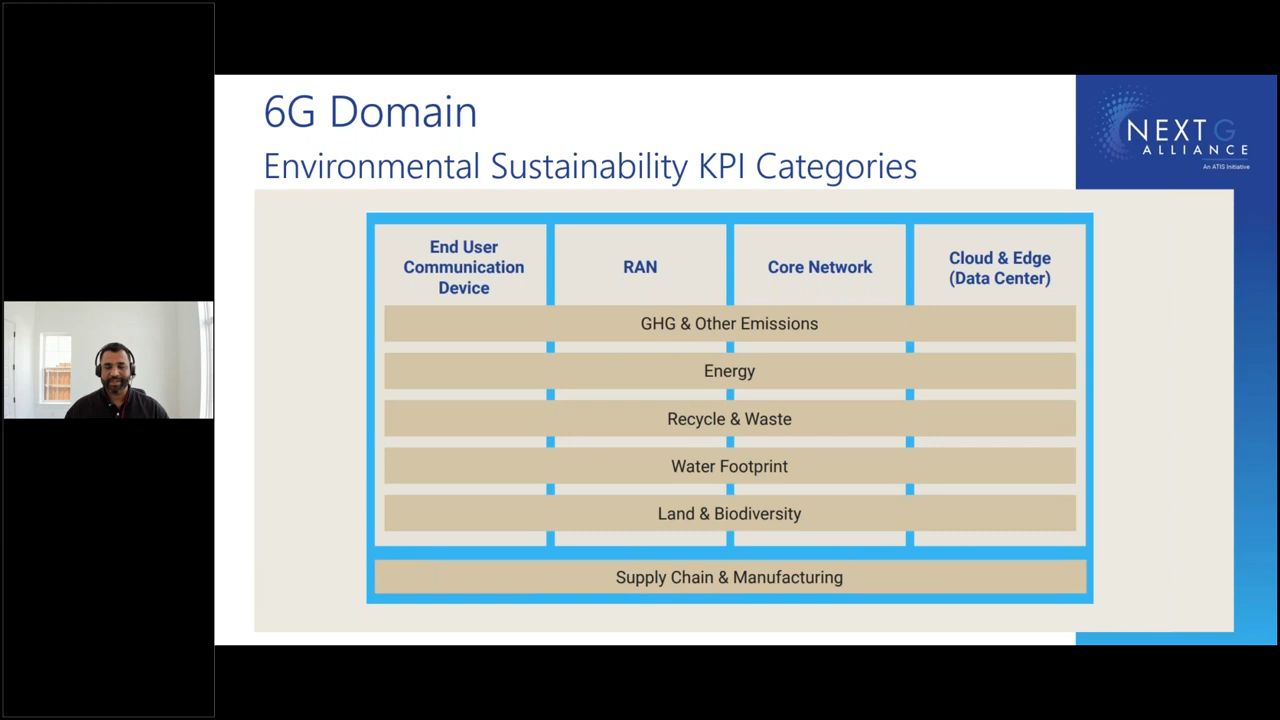 6G Domain
Environmental Sustainability KPI Categories
NEXTG
ALLIANCE
An ATIS Initiative
End User
Communication
Device
RAN
Core Network
Cloud & Edge
(Data Center)
GHG & Other Emissions
Energy
Recycle & Waste
Water Footprint
Land & Biodiversity
Supply Chain & Manufacturing